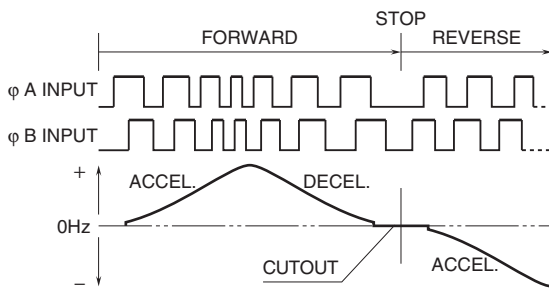 STOP
FORWARD
REVERSE
φ A INPUT
φ B INPUT
+
ACCEL.
DECEL.
0Hz
CUTOUT
ACCEL.
−